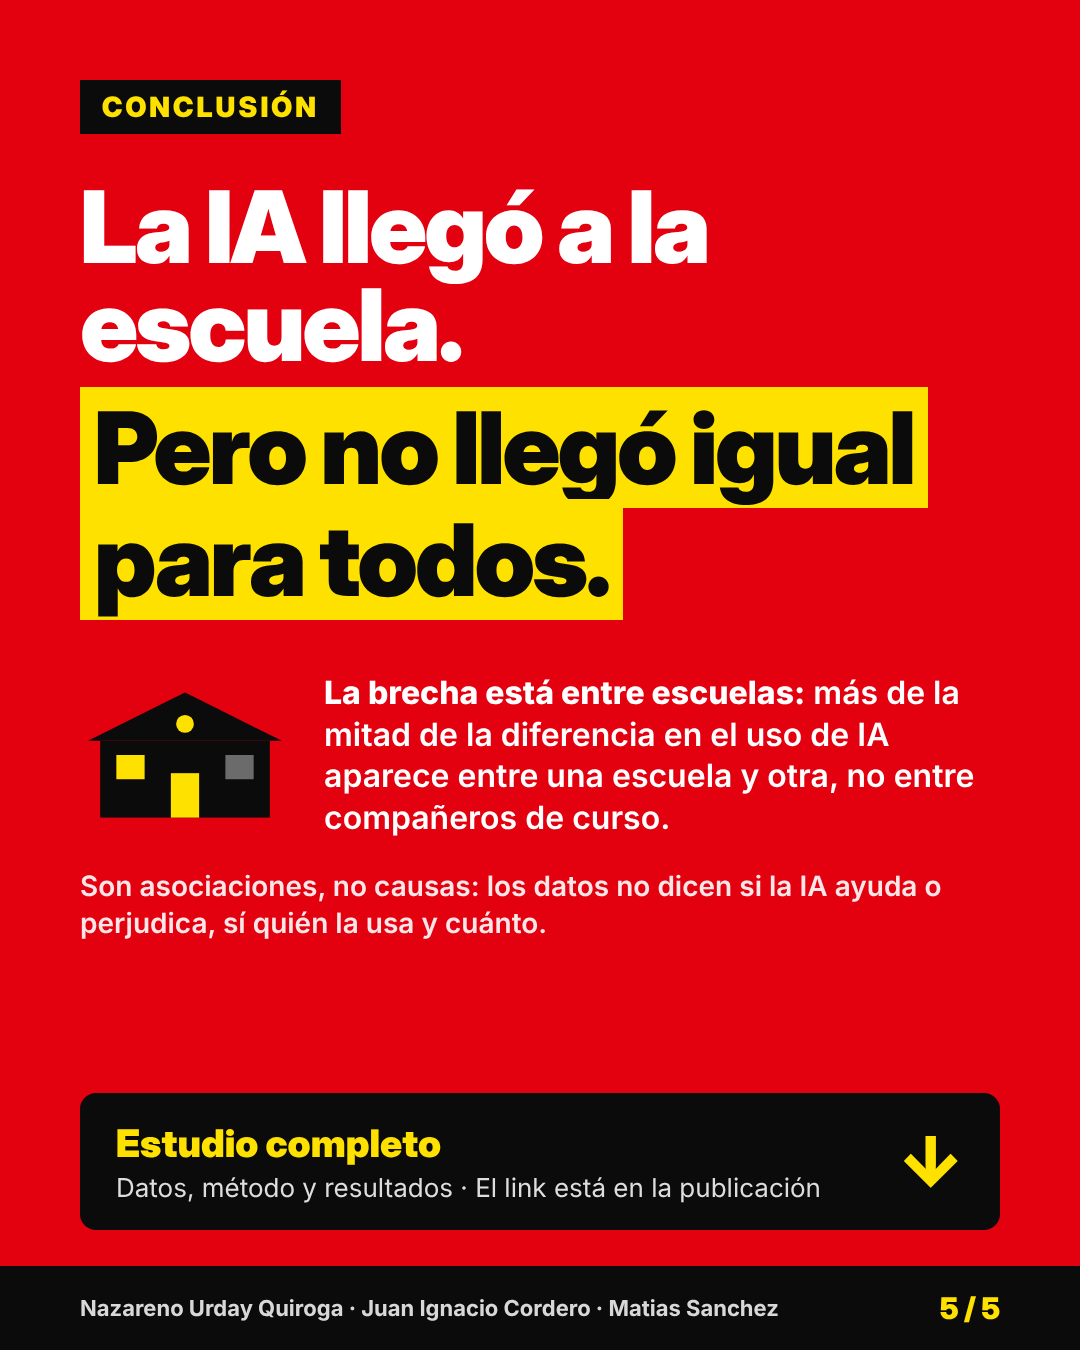 CONCLUSIÓN
La IA llegó a la
escuela.
Pero no llegó igual
para todos.
La brecha está entre escuelas: más de la
mitad de la diferencia en el uso de IA
aparece entre una escuela y otra, no entre
compañeros de curso.
Son asociaciones, no causas: los datos no dicen si la IA ayuda o
perjudica, sí quién la usa y cuánto.
Estudio completo
Datos, método y resultados · El link está en la publicación
Nazareno Urday Quiroga · Juan Ignacio Cordero · Matias Sanchez
5 / 5